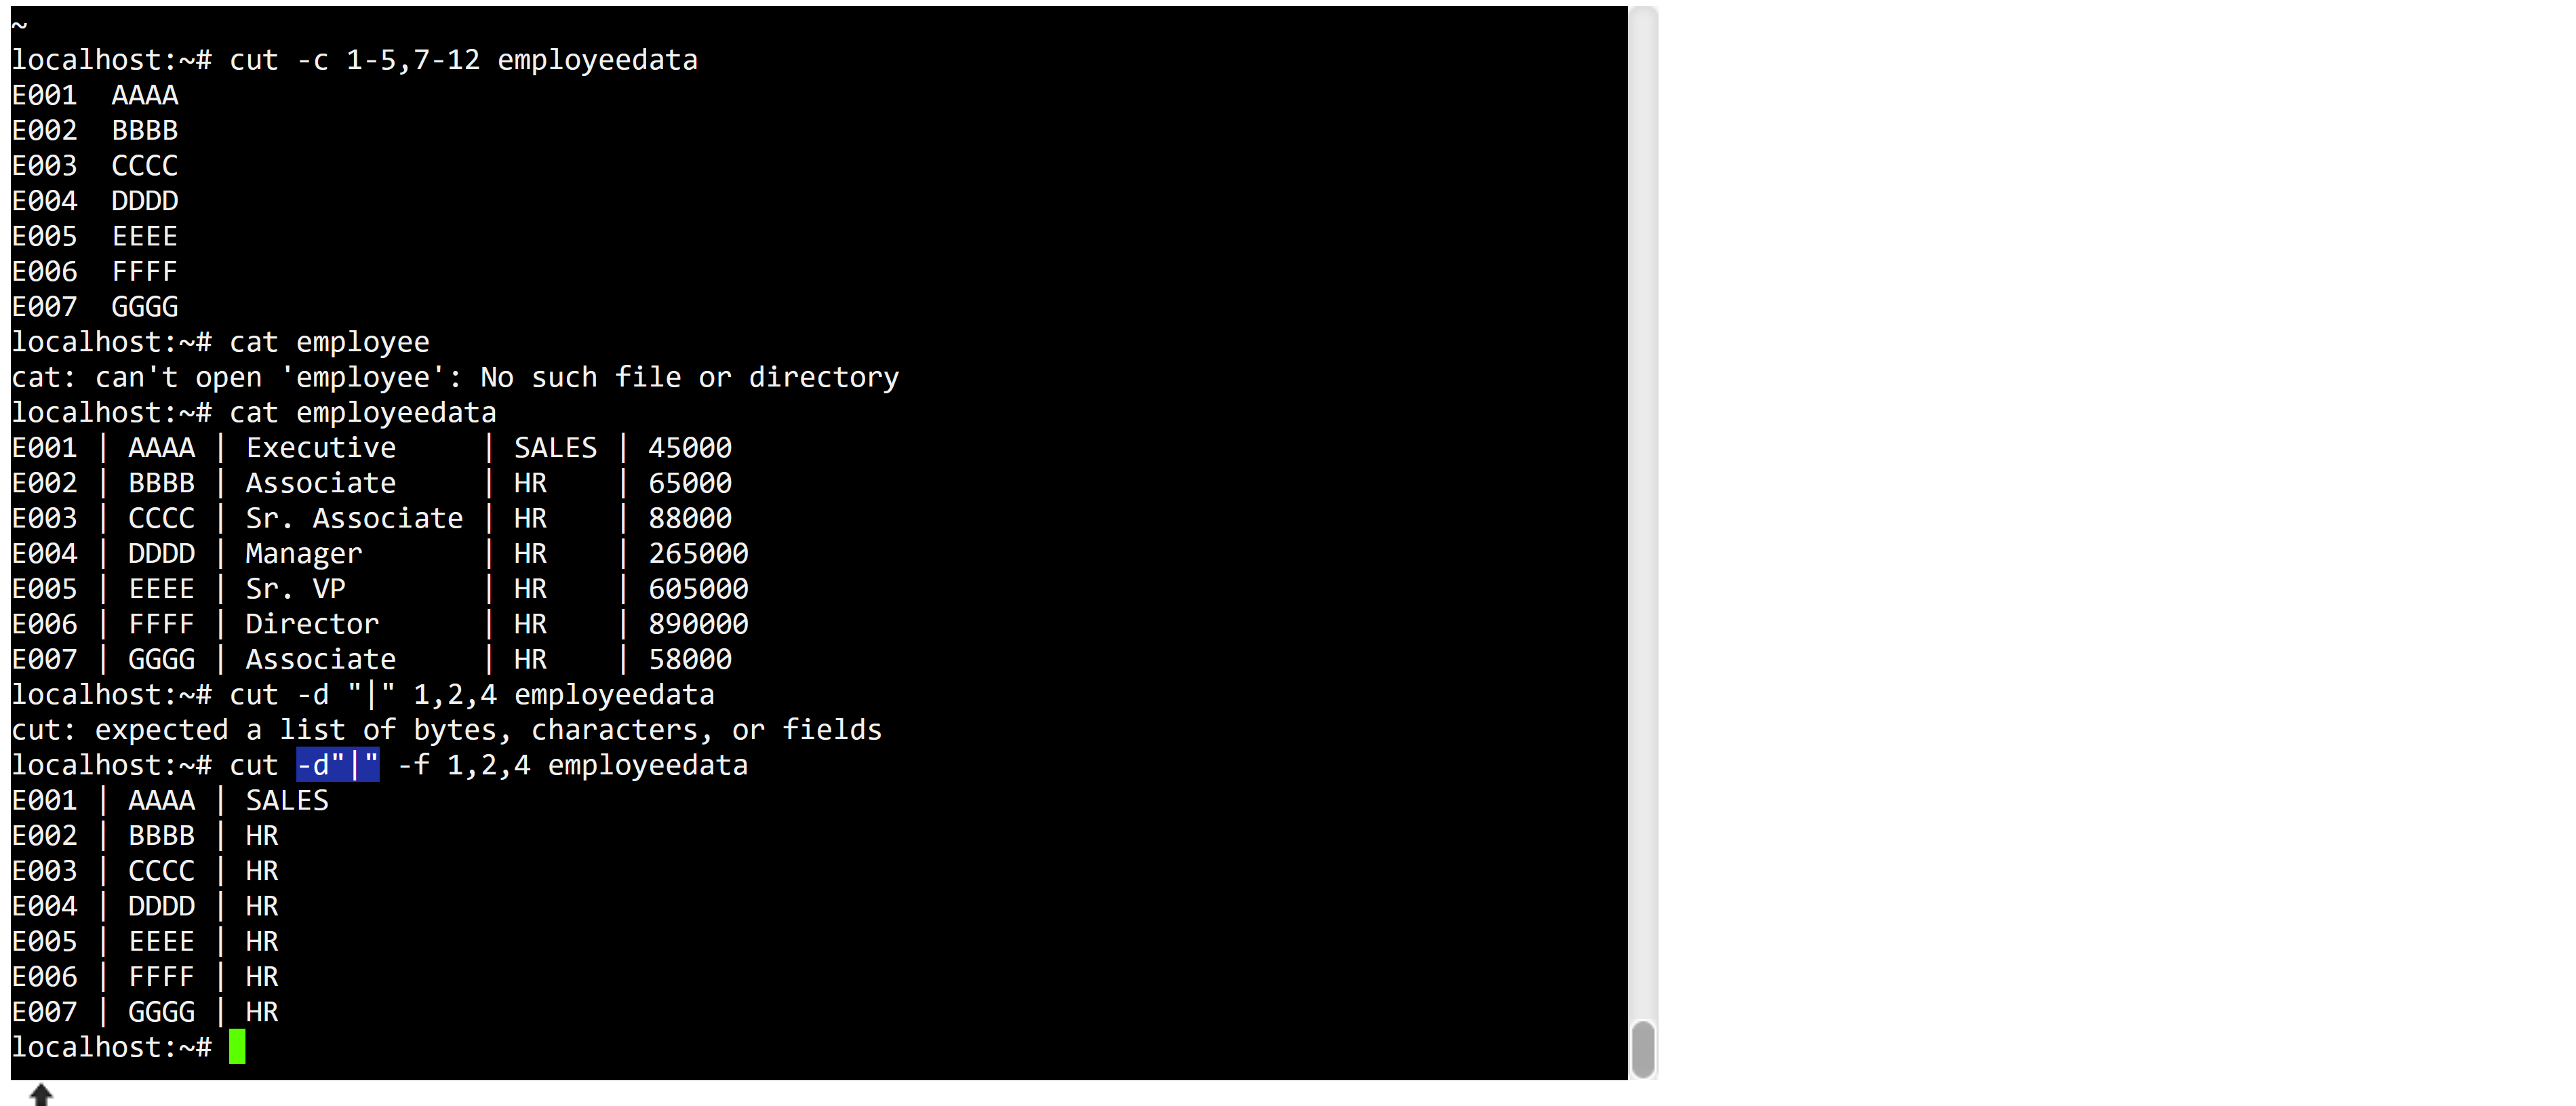 ~
localhost:~# cut -c 1-5,7-12 employeedata
E001  AAAA
E002  BBBB
E003  CCCC
E004  DDDD
E005  EEEE
E006  FFFF
E007  GGGG
localhost:~# cat employee
cat: can't open 'employee': No such file or directory
localhost:~# cat employeedata
E001 | AAAA | Executive     | SALES | 45000
E002 | BBBB | Associate     | HR    | 65000
E003 | CCCC | Sr. Associate | HR    | 88000
E004 | DDDD | Manager       | HR    | 265000
E005 | EEEE | Sr. VP        | HR    | 605000
E006 | FFFF | Director      | HR    | 890000
E007 | GGGG | Associate     | HR    | 58000
localhost:~# cut -d "|" 1,2,4 employeedata
cut: expected a list of bytes, characters, or fields
localhost:~# cut -d"|" -f 1,2,4 employeedata
E001 | AAAA | SALES
E002 | BBBB | HR
E003 | CCCC | HR
E004 | DDDD | HR
E005 | EEEE | HR
E006 | FFFF | HR
E007 | GGGG | HR
localhost:~#